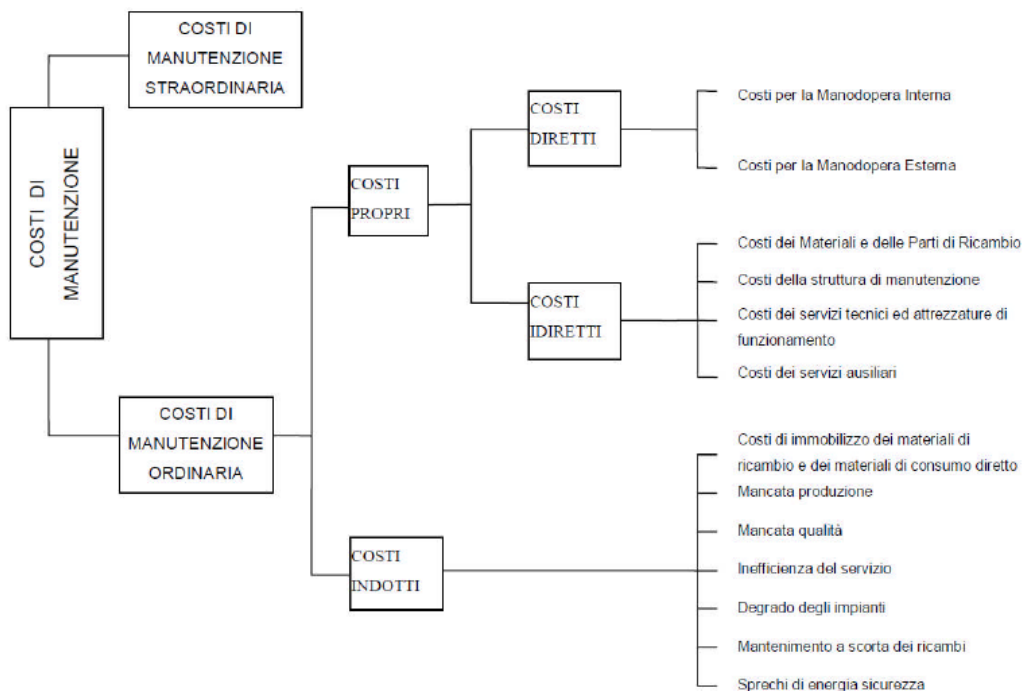 COSTI DI
MANUTENZIONE
STRAORDINARIA
COSTI DI
MANUTENZIONE
COSTI
DIRETTI
Costi per la Manodopera Interna
Costi per la Manodopera Esterna
COSTI
PROPRI
COSTI
IDIRETTI
Costi dei Materiali e delle Parti di Ricambio
Costi della struttura di manutenzione
Costi dei servizi tecnici ed attrezzature di
funzionamento
Costi dei servizi ausiliari
COSTI DI
MANUTENZIONE
ORDINARIA
COSTI
INDOTTI
Costi di immobilizzo dei materiali di
ricambio e dei materiali di consumo diretto
Mancata produzione
Mancata qualità
Inefficienza del servizio
Degrado degli impianti
Mantenimento a scorta dei ricambi
Sprechi di energia sicurezza